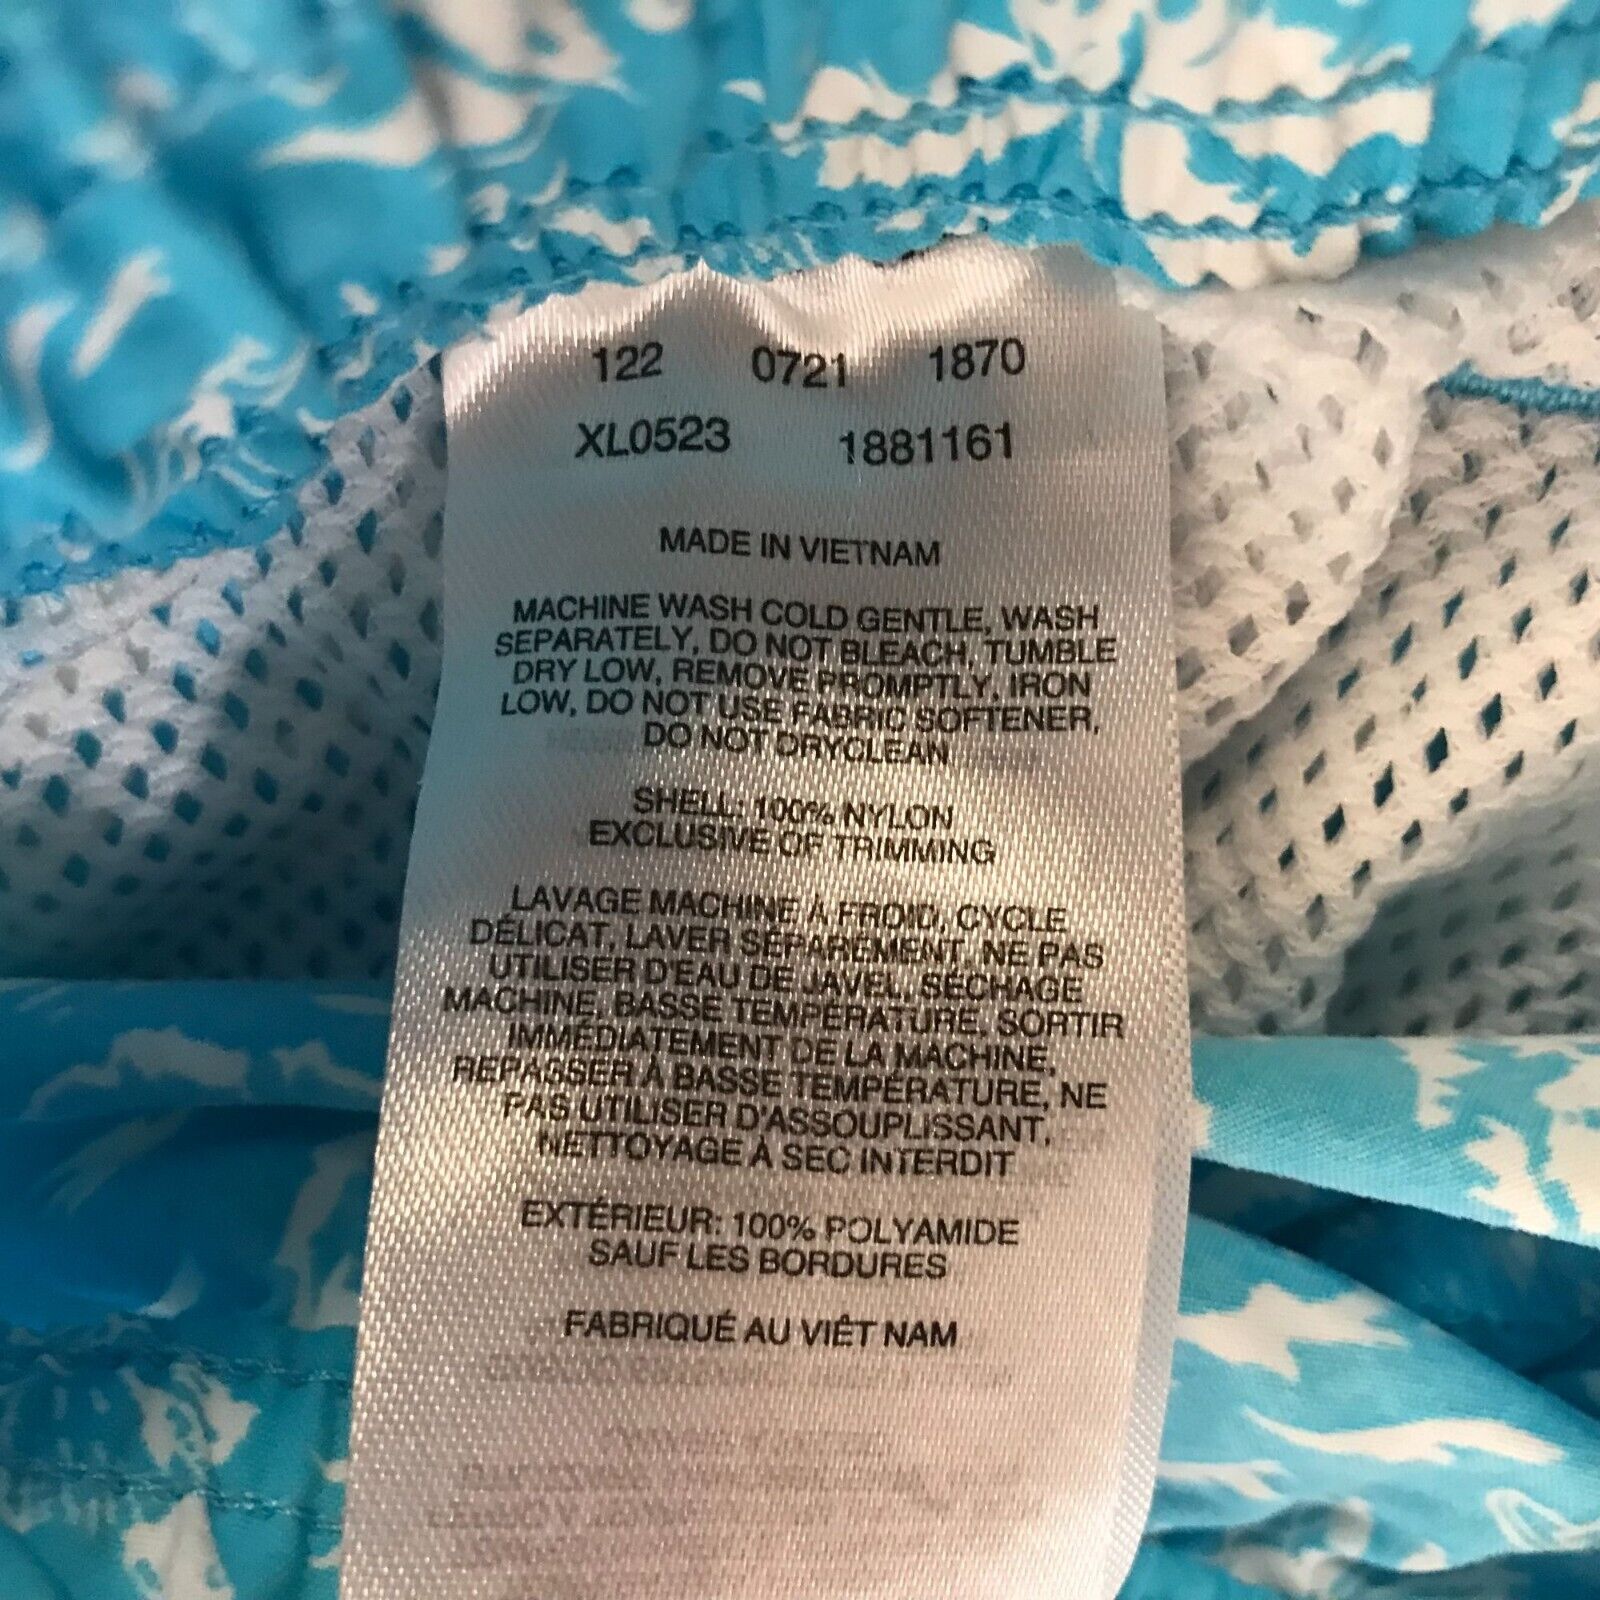 122 0721 1870
XL0523 1881161
MADE IN VIETNAM
MACHINE WASH COLD GENTLE, WASH
SEPARATELY, DO NOT BLEACH, TUMBLE
DRY LOW, REMOVE PROMPTLY, IRON
LOW, DO NOT USE FABRIC SOFTENER,
DO NOT DRYCLEAN
SHELL: 100% NYLON
EXCLUSIVE OF TRIMMING
LAVAGE MACHINE À FROID, CYCLE
DÉLICAT, LAVER SÉPARÉMENT, NE PAS
UTILISER D'EAU DE JAVEL, SÉCHAGE
MACHINE, BASSE TEMPÉRATURE, SORTIR
IMMÉDIATEMENT DE LA MACHINE,
REPASSER À BASSE TEMPÉRATURE, NE
PAS UTILISER D'ASSOUPLISSANT,
NETTOYAGE À SEC INTERDIT
EXTÉRIEUR: 100% POLYAMIDE
SAUF LES BORDURES
FABRIQUÉ AU VIÊT NAM